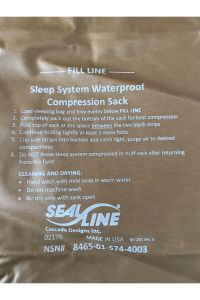 ------ FILL LINE --------
Sleep System Waterproof
Compression Sack
1. Load sleeping bag and bivy evenly below FILL LINE
2. Completely pack out the bottom of the sack for best compression
3. Fold top of sack at the space between the two black strips
4. Continue folding tightly at least 3 more folds
5. Clip side straps into buckles and cinch tight, purge air to desired
compactness
6. Do NOT leave sleep system compressed in stuff sack after returning
from the field
CLEANING AND DRYING:
• Hand wash with mild soap in warm water
• Do not machine wash
• Air dry only with sack open
SEAL LINE
Cascade Designs Inc.
02175 MADE IN USA
NSN# 8465-01-574-4003